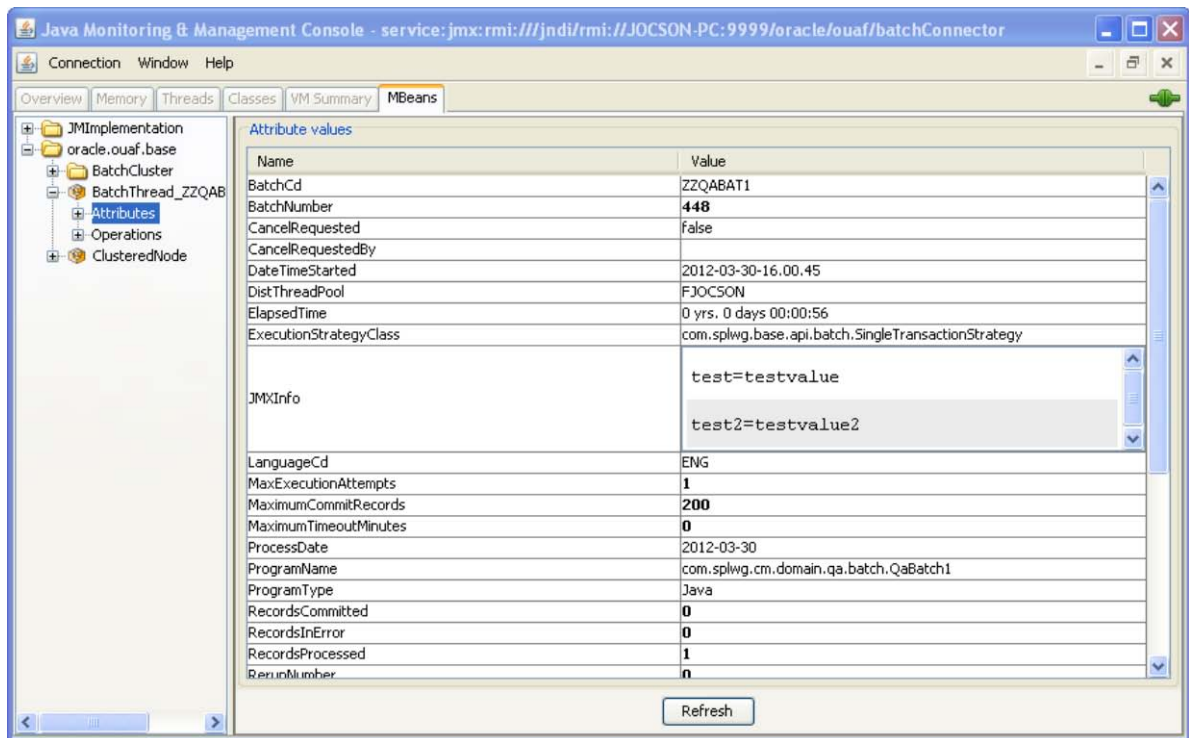 Java Monitoring & Management Console - service:jmx:rmi:///jndi/rmi://JOCSON-PC:9999/oracle/ouaf/batchConnector
Connection Window Help
Overview Memory Threads Classes VM Summary MBeans
JMImplementation
oracle.ouaf.base
BatchCluster
BatchThread_ZZQAB
Attributes
Operations
ClusteredNode
Attribute values
Name Value
BatchCd ZZQABAT1
BatchNumber 448
CancelRequested false
CancelRequestedBy
DateTimeStarted 2012-03-30-16.00.45
DistThreadPool FJOCSON
ElapsedTime 0 yrs. 0 days 00:00:56
ExecutionStrategyClass com.splwg.base.api.batch.SingleTransactionStrategy
JMXInfo
test=testvalue
test2=testvalue2
LanguageCd ENG
MaxExecutionAttempts 1
MaximumCommitRecords 200
MaximumTimeoutMinutes 0
ProcessDate 2012-03-30
ProgramName com.splwg.cm.domain.qa.batch.QaBatch1
ProgramType Java
RecordsCommitted 0
RecordsInError 0
RecordsProcessed 1
RerunNumber 0
Refresh